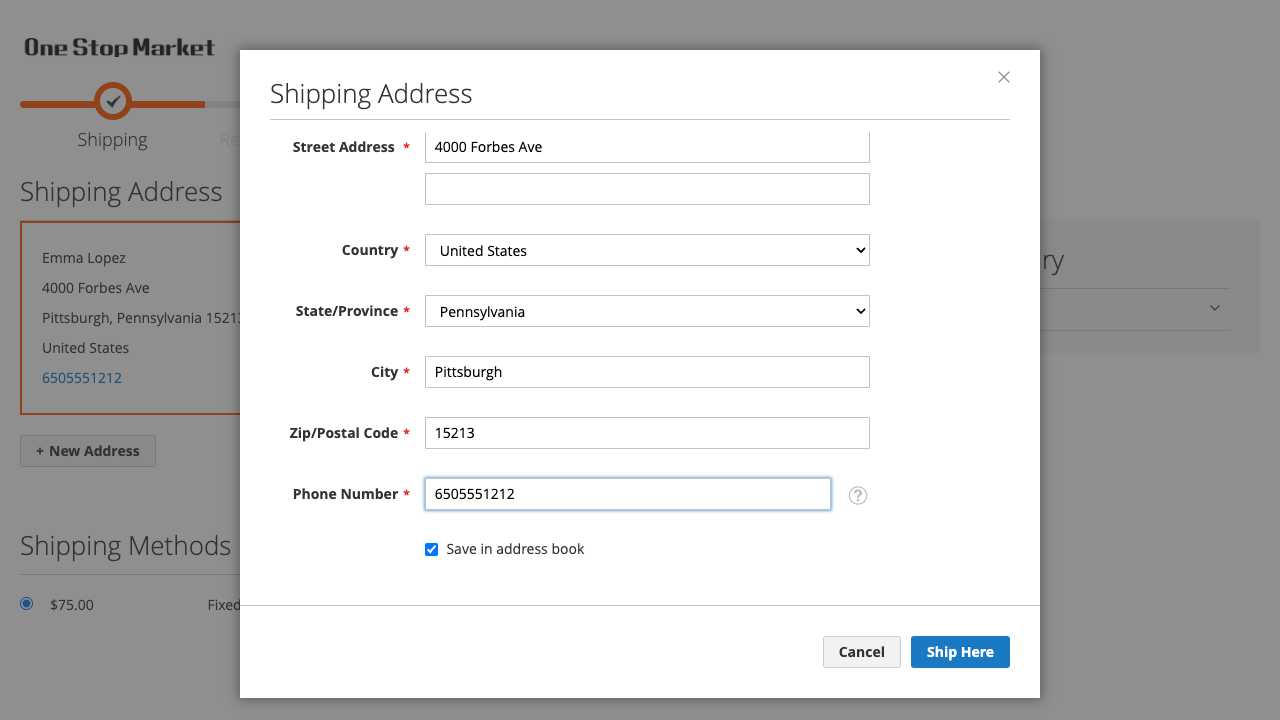 One Stop Market
Shipping
Re
Shipping Address
Emma Lopez
4000 Forbes Ave
Pittsburgh, Pennsylvania 15213
United States
6505551212
+ New Address
Shipping Methods
$75.00 Fixed
ry
Shipping Address
Street Address * 4000 Forbes Ave
Country * United States
State/Province * Pennsylvania
City * Pittsburgh
Zip/Postal Code * 15213
Phone Number * 6505551212 ?
Save in address book
Cancel Ship Here